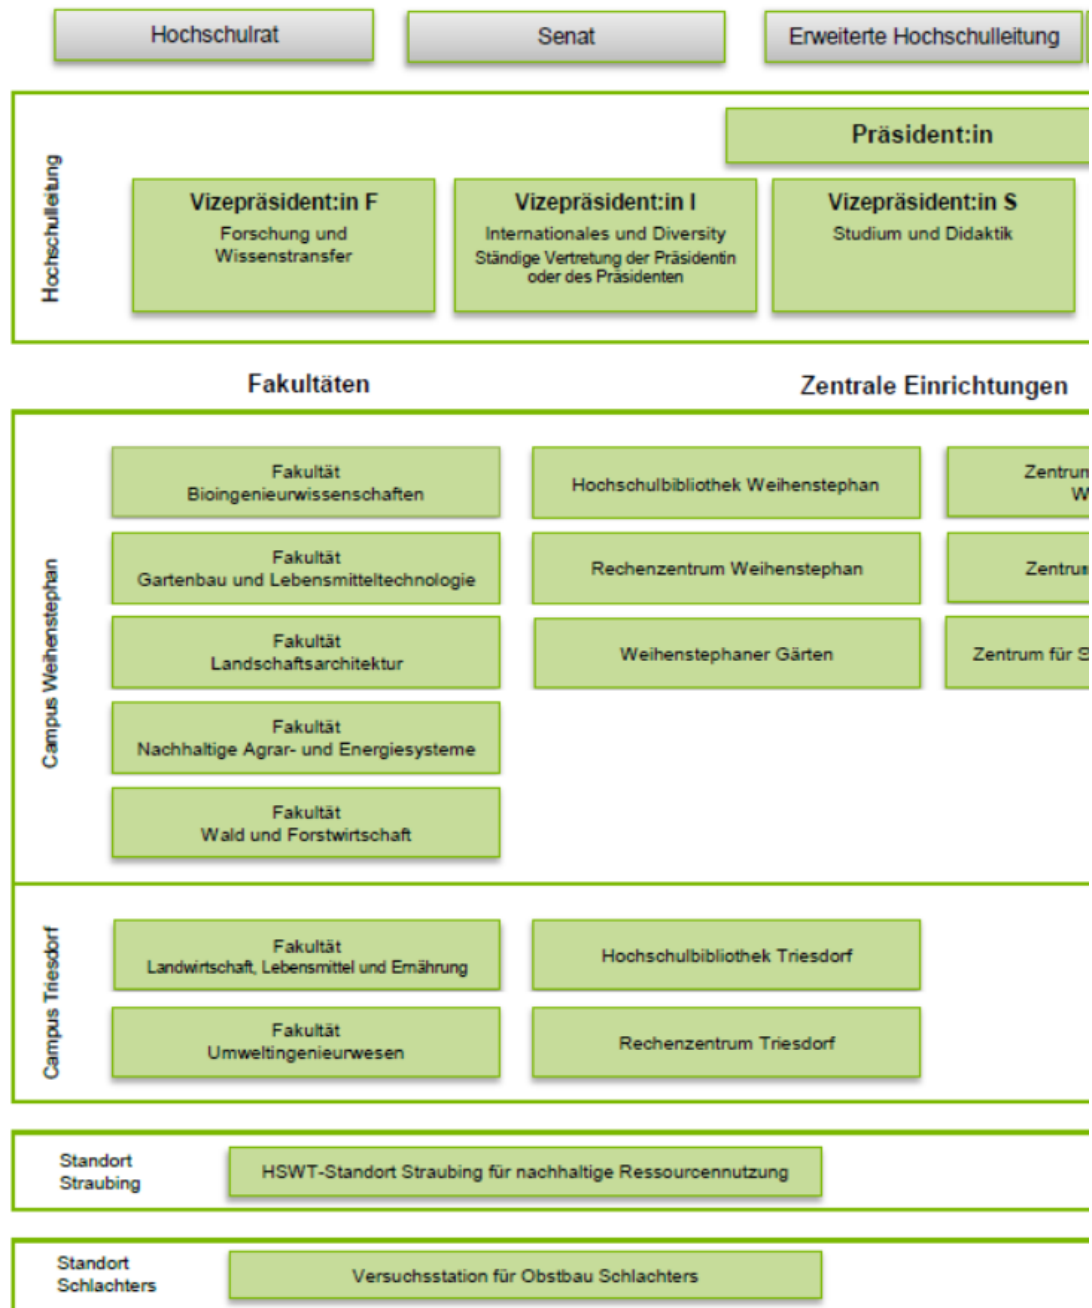 Hochschulrat
Senat
Erweiterte Hochschulleitung
Hochschulleitung
Präsident:in
Vizepräsident:in F
Forschung und
Wissenstransfer
Vizepräsident:in I
Internationales und Diversity
Ständige Vertretung der Präsidentin
oder des Präsidenten
Vizepräsident:in S
Studium und Didaktik
Fakultäten
Zentrale Einrichtungen
Campus Weihenstephan
Fakultät
Bioingenieurwissenschaften
Hochschulbibliothek Weihenstephan
Zentrum
W
Fakultät
Gartenbau und Lebensmitteltechnologie
Rechenzentrum Weihenstephan
Zentrum
Fakultät
Landschaftsarchitektur
Weihenstephaner Gärten
Zentrum für S
Fakultät
Nachhaltige Agrar- und Energiesysteme
Fakultät
Wald und Forstwirtschaft
Campus Triesdorf
Fakultät
Landwirtschaft, Lebensmittel und Ernährung
Hochschulbibliothek Triesdorf
Fakultät
Umweltingenieurwesen
Rechenzentrum Triesdorf
Standort
Straubing
HSWT-Standort Straubing für nachhaltige Ressourcennutzung
Standort
Schlachters
Versuchsstation für Obstbau Schlachters